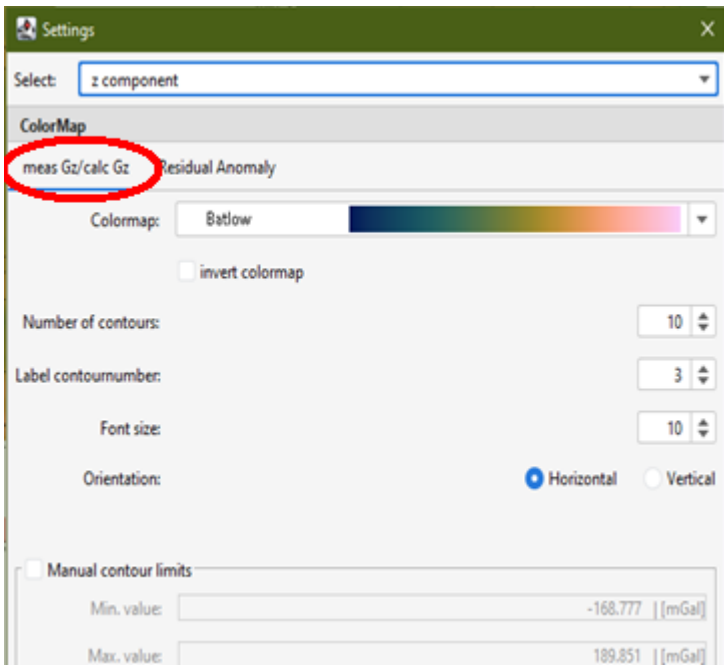 Settings
Select: z component
ColorMap
meas Gz/calc Gz Residual Anomaly
Colormap: Batlow
invert colormap
Number of contours: 10
Label contournumber: 3
Font size: 10
Orientation: Horizontal Vertical
Manual contour limits
Min. value: -168.777 | [mGal]
Max. value: 189.851 | [mGal]